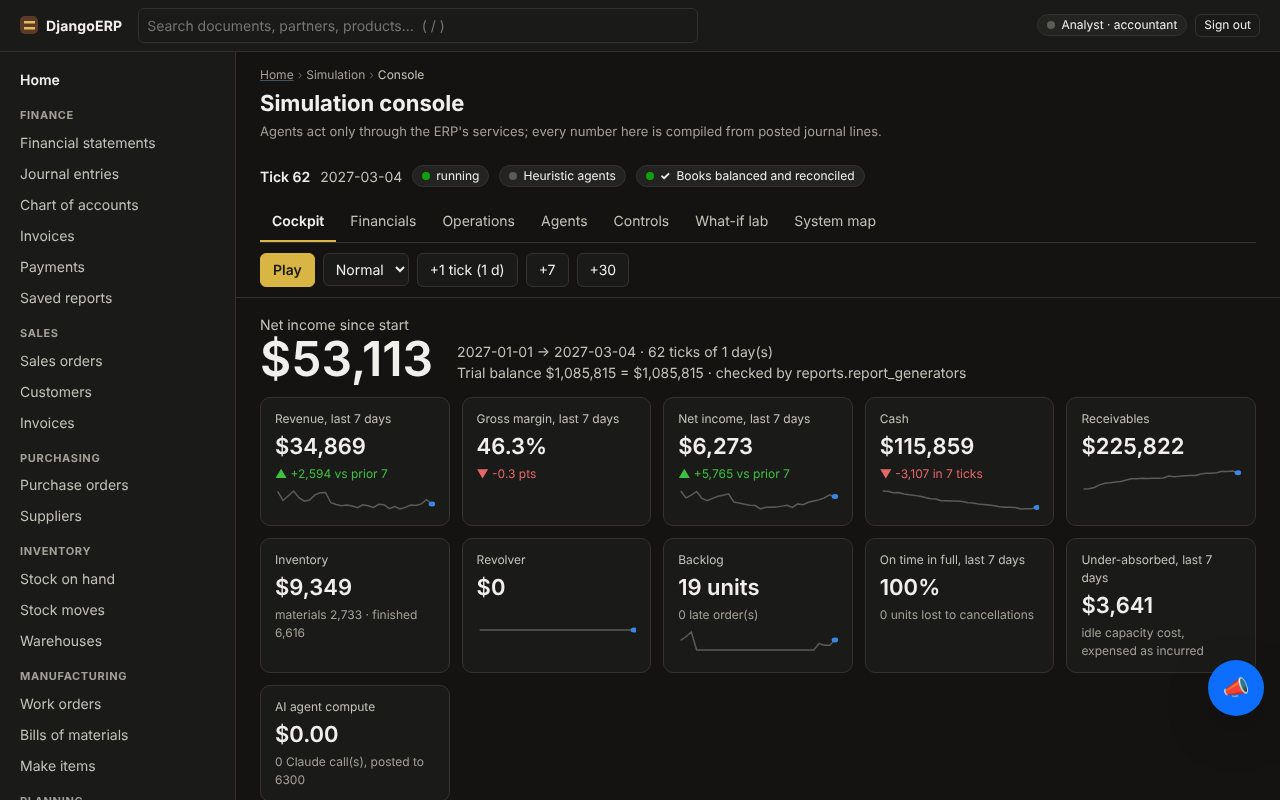 DjangoERP
Search documents, partners, products... ( / )
Analyst · accountant
Sign out
Home
FINANCE
Financial statements
Journal entries
Chart of accounts
Invoices
Payments
Saved reports
SALES
Sales orders
Customers
Invoices
PURCHASING
Purchase orders
Suppliers
INVENTORY
Stock on hand
Stock moves
Warehouses
MANUFACTURING
Work orders
Bills of materials
Make items
PLANNING
Home › Simulation › Console
Simulation console
Agents act only through the ERP's services; every number here is compiled from posted journal lines.
Tick 62 2027-03-04 running Heuristic agents ✔ Books balanced and reconciled
Cockpit Financials Operations Agents Controls What-if lab System map
Play Normal +1 tick (1 d) +7 +30
Net income since start
$53,113
2027-01-01 → 2027-03-04 · 62 ticks of 1 day(s)
Trial balance $1,085,815 = $1,085,815 · checked by reports.report_generators
Revenue, last 7 days
$34,869
▲ +2,594 vs prior 7
Gross margin, last 7 days
46.3%
▼ -0.3 pts
Net income, last 7 days
$6,273
▲ +5,765 vs prior 7
Cash
$115,859
▼ -3,107 in 7 ticks
Receivables
$225,822
Inventory
$9,349
materials 2,733 · finished
6,616
Revolver
$0
Backlog
19 units
0 late order(s)
On time in full, last 7 days
100%
0 units lost to cancellations
Under-absorbed, last 7
days
$3,641
idle capacity cost,
expensed as incurred
AI agent compute
$0.00
0 Claude call(s), posted to
6300